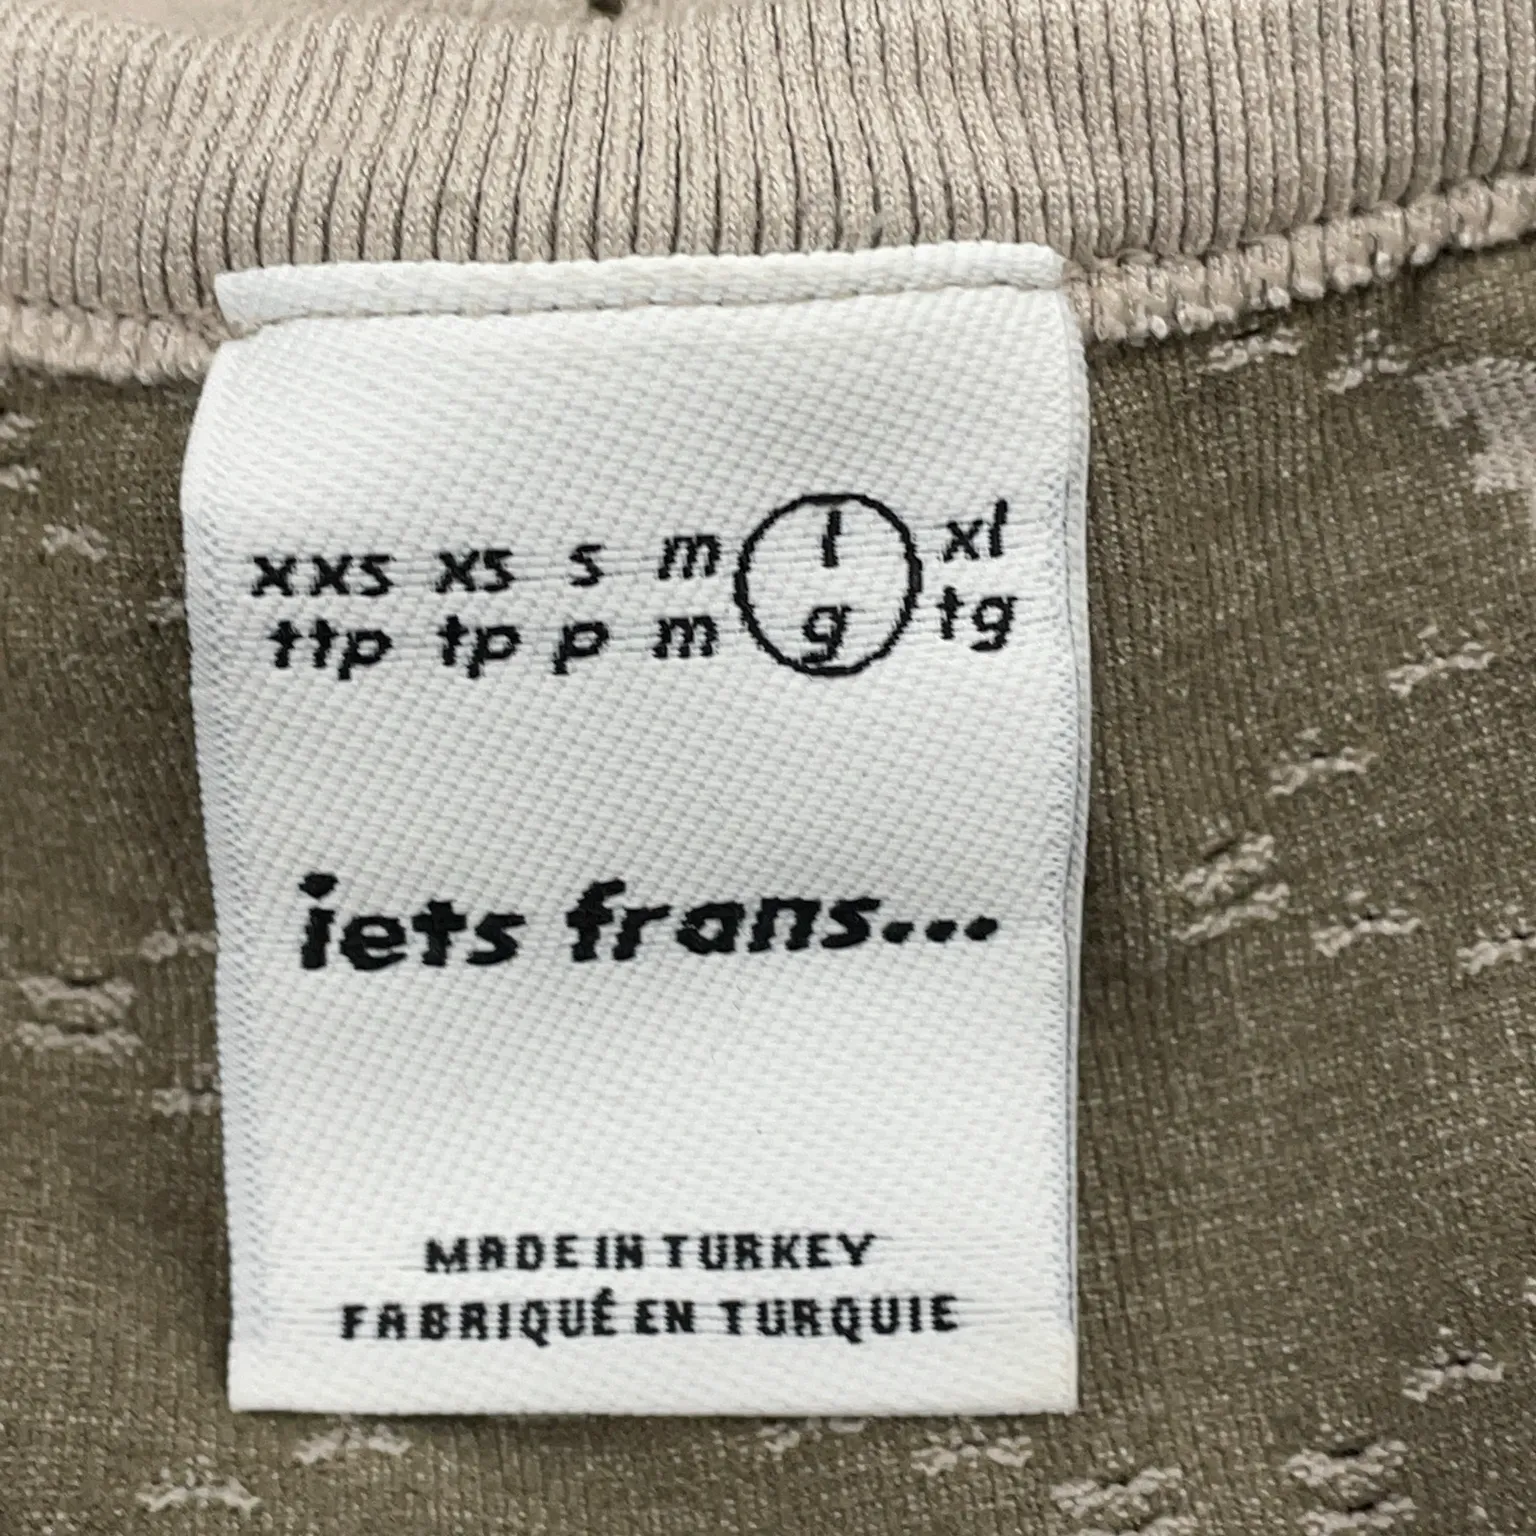 xxs xs s m l xl
ttp tp p m g tg
iets frans...
MADE IN TURKEY
FABRIQUÉ EN TURQUIE